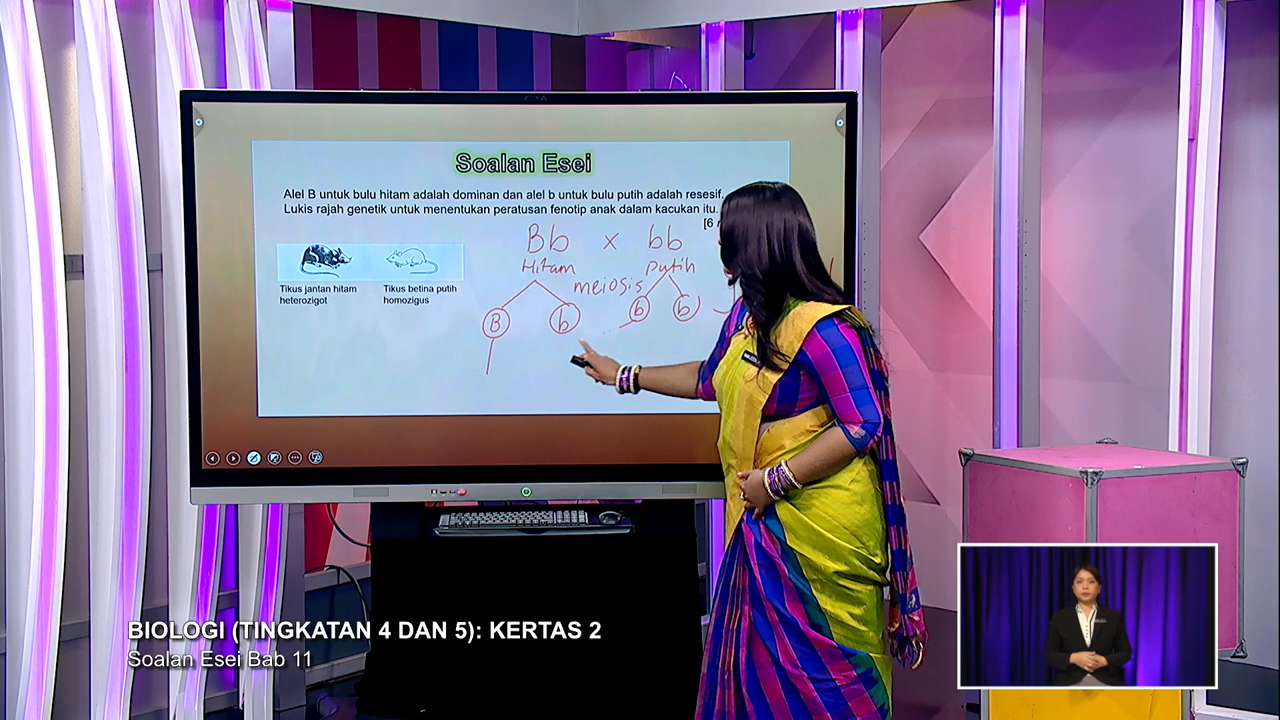 Soalan Esei
Alel B untuk bulu hitam adalah dominan dan alel b untuk bulu putih adalah resesif.
Lukis rajah genetik untuk menentukan peratusan fenotip anak dalam kacukan itu.
[6
Bb x bb
Hitam Putih
meiosis
B b b b
Tikus jantan hitam
heterozigot
Tikus betina putih
homozigus
BIOLOGI (TINGKATAN 4 DAN 5): KERTAS 2
Soalan Esei Bab 11